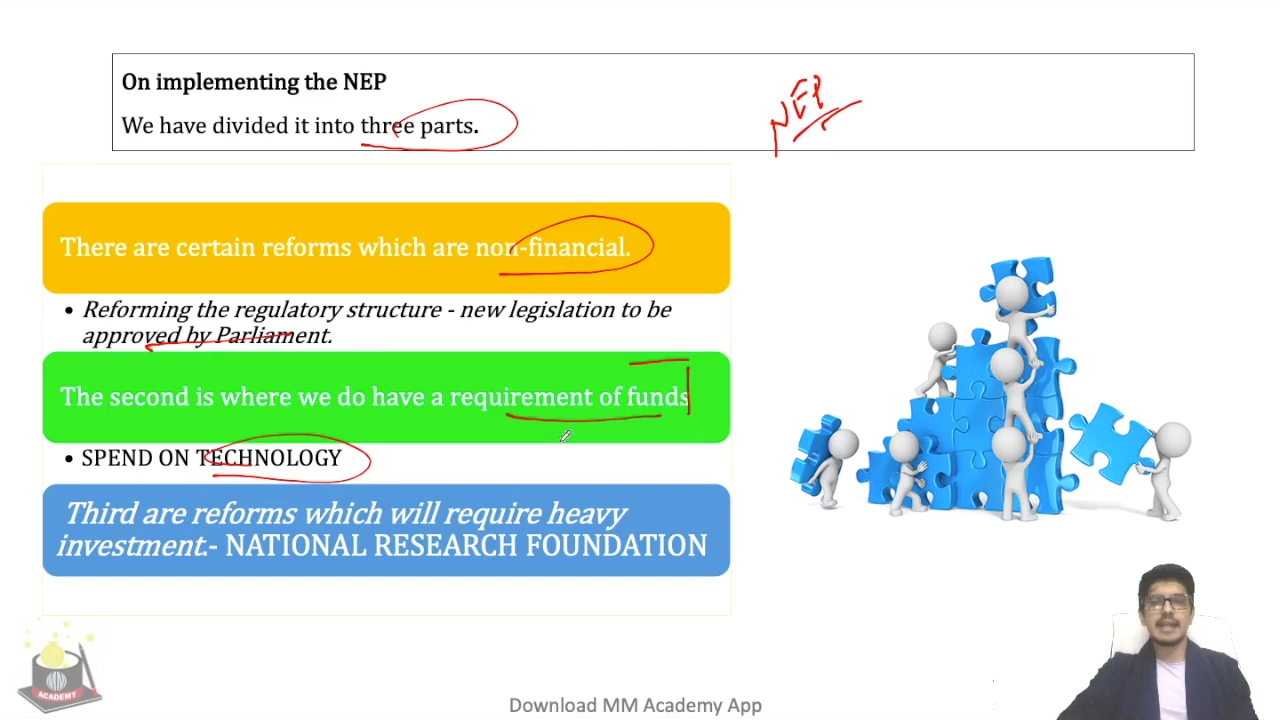 On implementing the NEP
We have divided it into three parts.
NEP
There are certain reforms which are non-financial.
• Reforming the regulatory structure - new legislation to be
approved by Parliament.
The second is where we do have a requirement of funds
• SPEND ON TECHNOLOGY
Third are reforms which will require heavy
investment.- NATIONAL RESEARCH FOUNDATION
MM
ACADEMY
Download MM Academy App